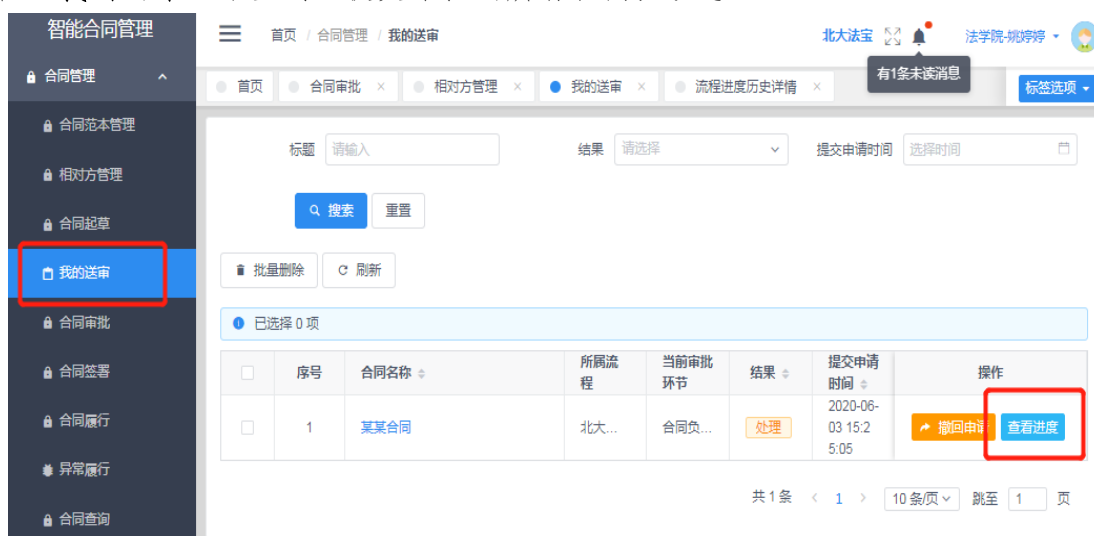 智能合同管理
首页 / 合同管理 / 我的送审
北大法宝
法学院-姚婷婷
有1条未读消息
合同管理
首页
合同审批 ×
相对方管理 ×
我的送审 ×
流程进度历史详情 ×
标签选项
合同范本管理
相对方管理
合同起草
我的送审
合同审批
合同签署
合同履行
异常履行
合同查询
标题 请输入
结果 请选择
提交申请时间 选择时间
搜索 重置
批量删除 刷新
已选择 0 项
序号 合同名称 所属流程 当前审批环节 结果 提交申请时间 操作
1 某某合同 北大... 合同负... 处理 2020-06-03 15:25:05 撤回申请 查看进度
共 1 条 < 1 > 10 条/页 跳至 1 页